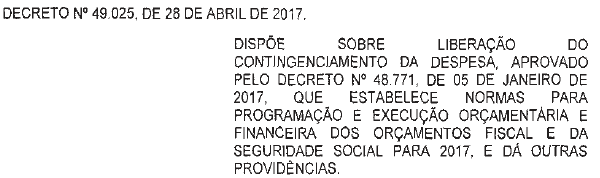 DECRETO Nº 49.025, DE 28 DE ABRIL DE 2017.
DISPÕE SOBRE LIBERAÇÃO DO
CONTINGENCIAMENTO DA DESPESA, APROVADO
PELO DECRETO Nº 48.771, DE 05 DE JANEIRO DE
2017, QUE ESTABELECE NORMAS PARA
PROGRAMAÇÃO E EXECUÇÃO ORÇAMENTÁRIA E
FINANCEIRA DOS ORÇAMENTOS FISCAL E DA
SEGURIDADE SOCIAL PARA 2017, E DÁ OUTRAS
PROVIDÊNCIAS.